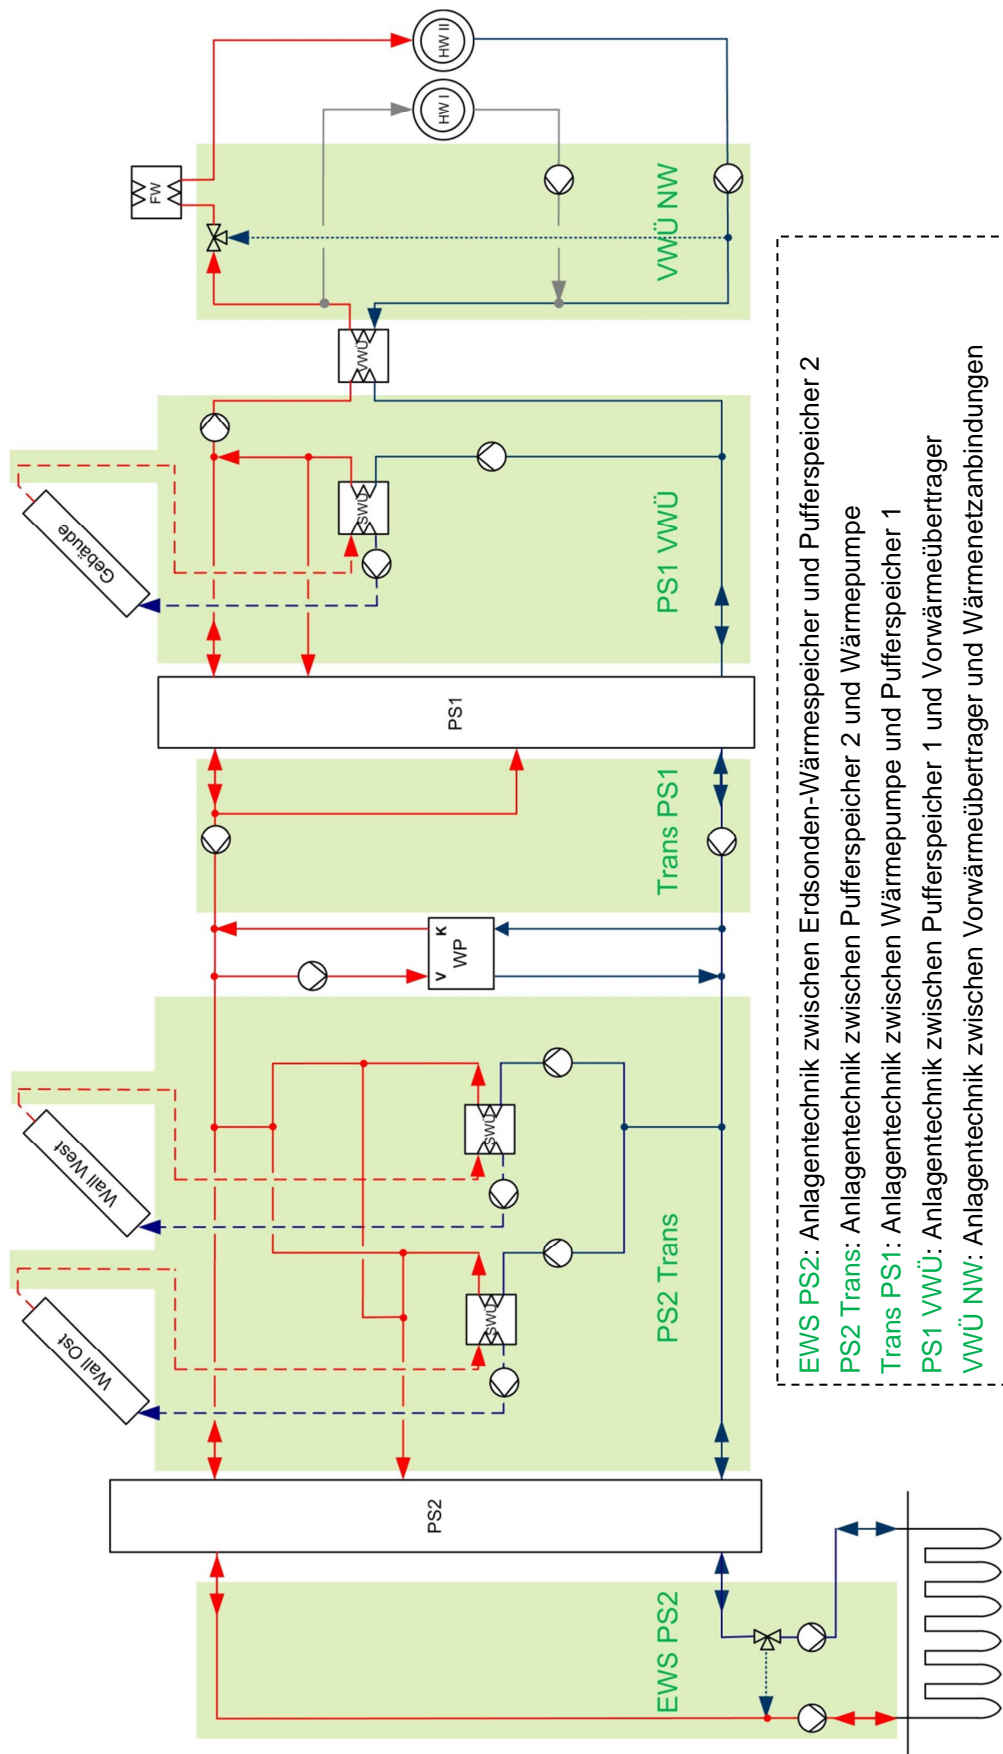 Wall Ost
Wall West
Gebäude
FW
HW II
HW I
SWÜ
SWÜ
SWÜ
VWÜ
V
K
WP
PS2
PS1
EWS PS2
PS2 Trans
Trans PS1
PS1 VWÜ
VWÜ NW
EWS PS2: Anlagentechnik zwischen Erdsonden-Wärmespeicher und Pufferspeicher 2
PS2 Trans: Anlagentechnik zwischen Pufferspeicher 2 und Wärmepumpe
Trans PS1: Anlagentechnik zwischen Wärmepumpe und Pufferspeicher 1
PS1 VWÜ: Anlagentechnik zwischen Pufferspeicher 1 und Vorwärmeübertrager
VWÜ NW: Anlagentechnik zwischen Vorwärmeübertrager und Wärmenetzanbindungen